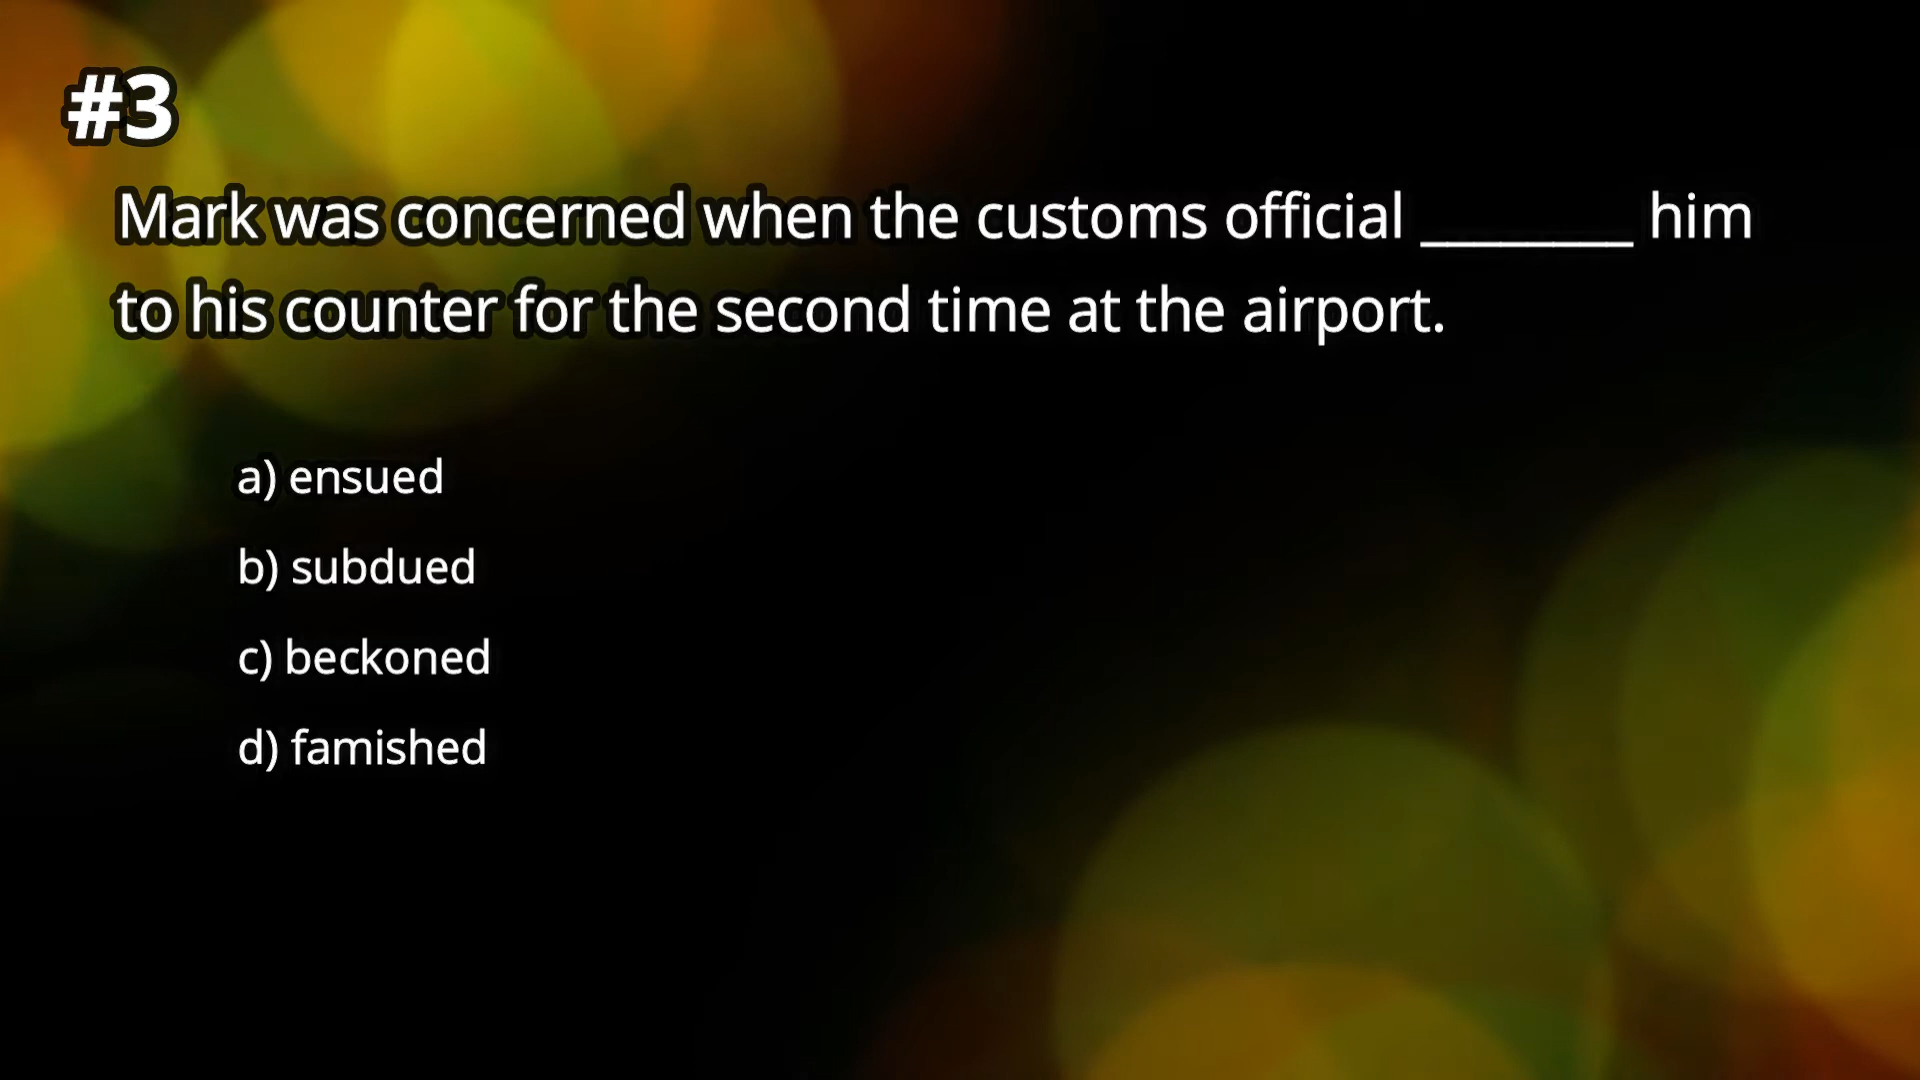 #3
Mark was concerned when the customs official ________ him
to his counter for the second time at the airport.
a) ensued
b) subdued
c) beckoned
d) famished